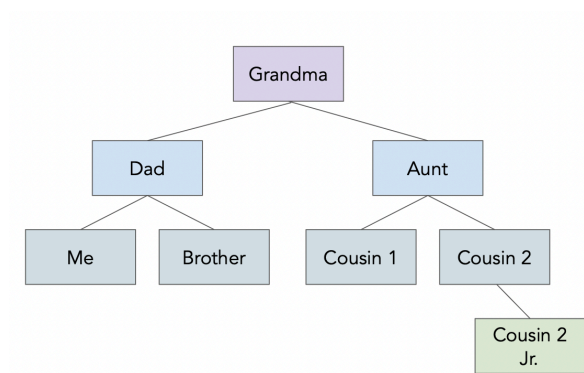 Grandma
Dad
Aunt
Me
Brother
Cousin 1
Cousin 2
Cousin 2
Jr.